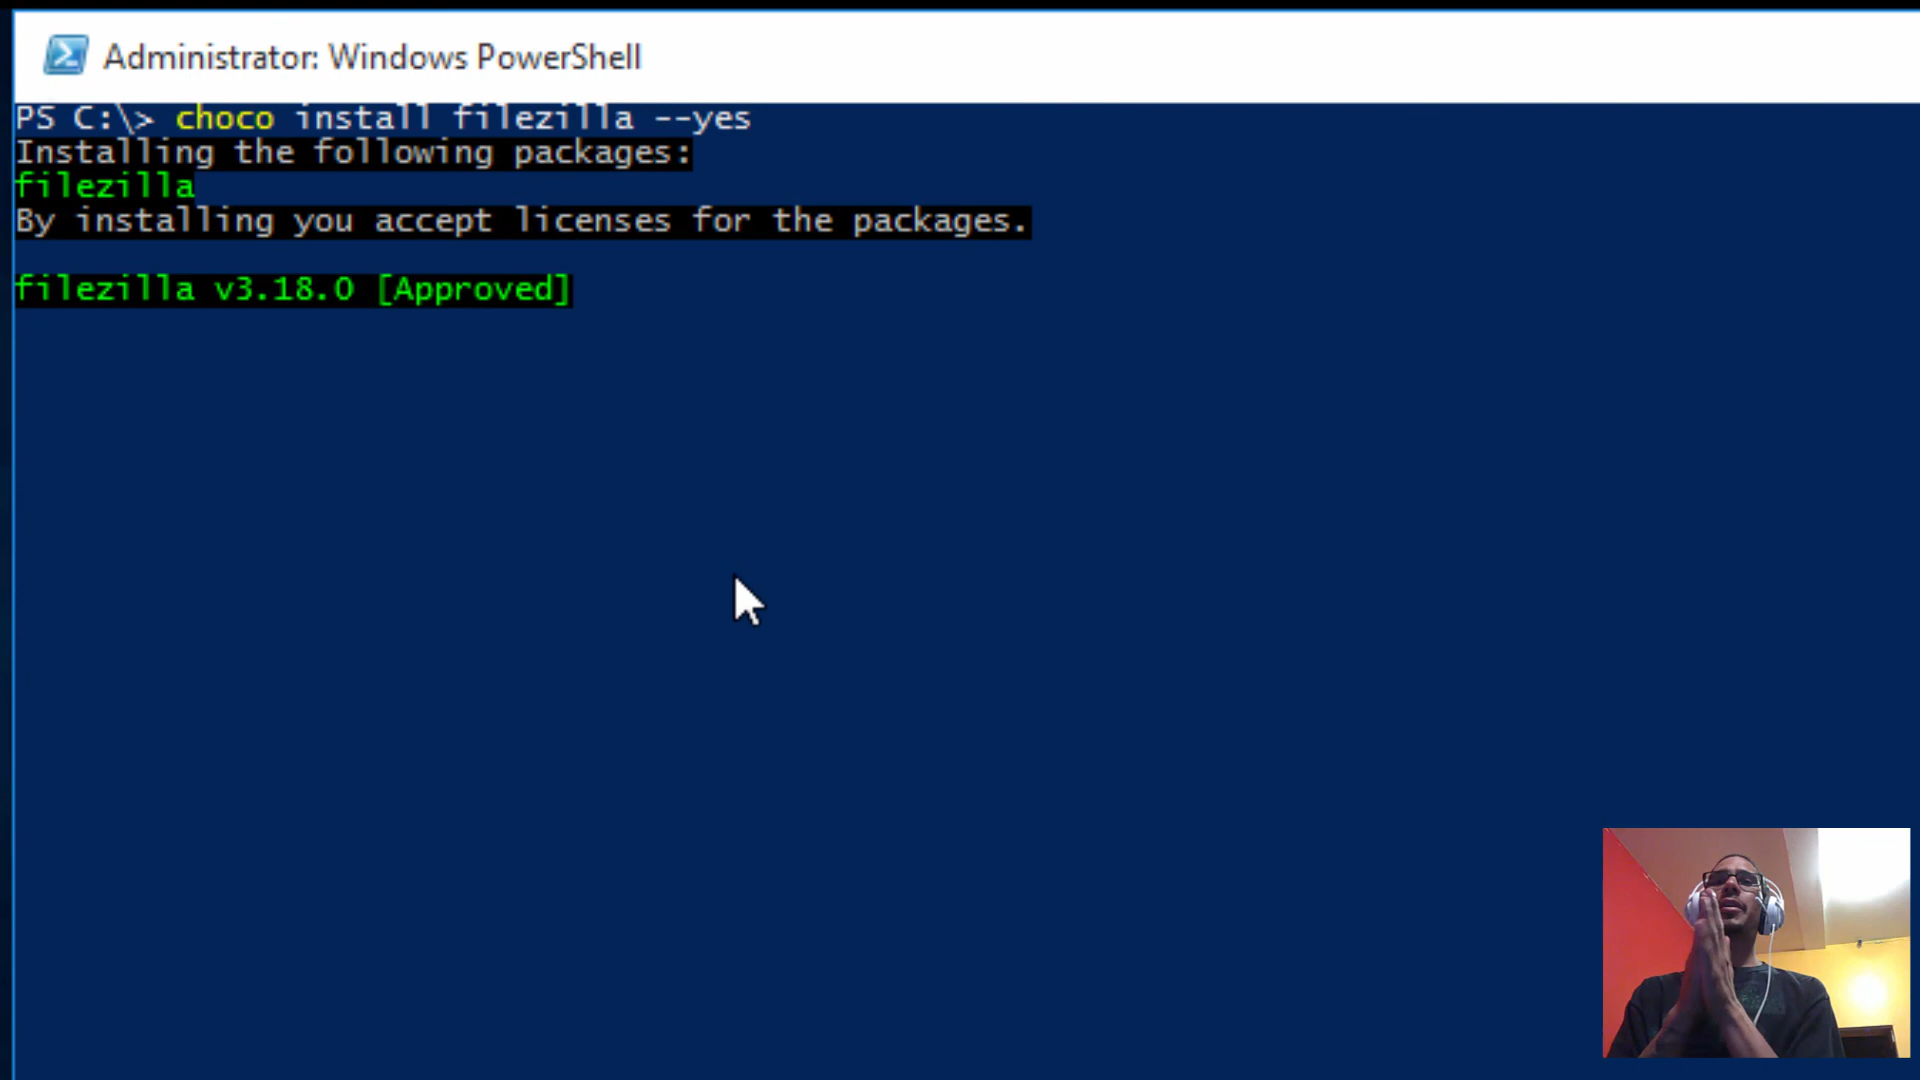 Administrator: Windows PowerShell
PS C:\> choco install filezilla --yes
Installing the following packages:
filezilla
By installing you accept licenses for the packages.
filezilla v3.18.0 [Approved]